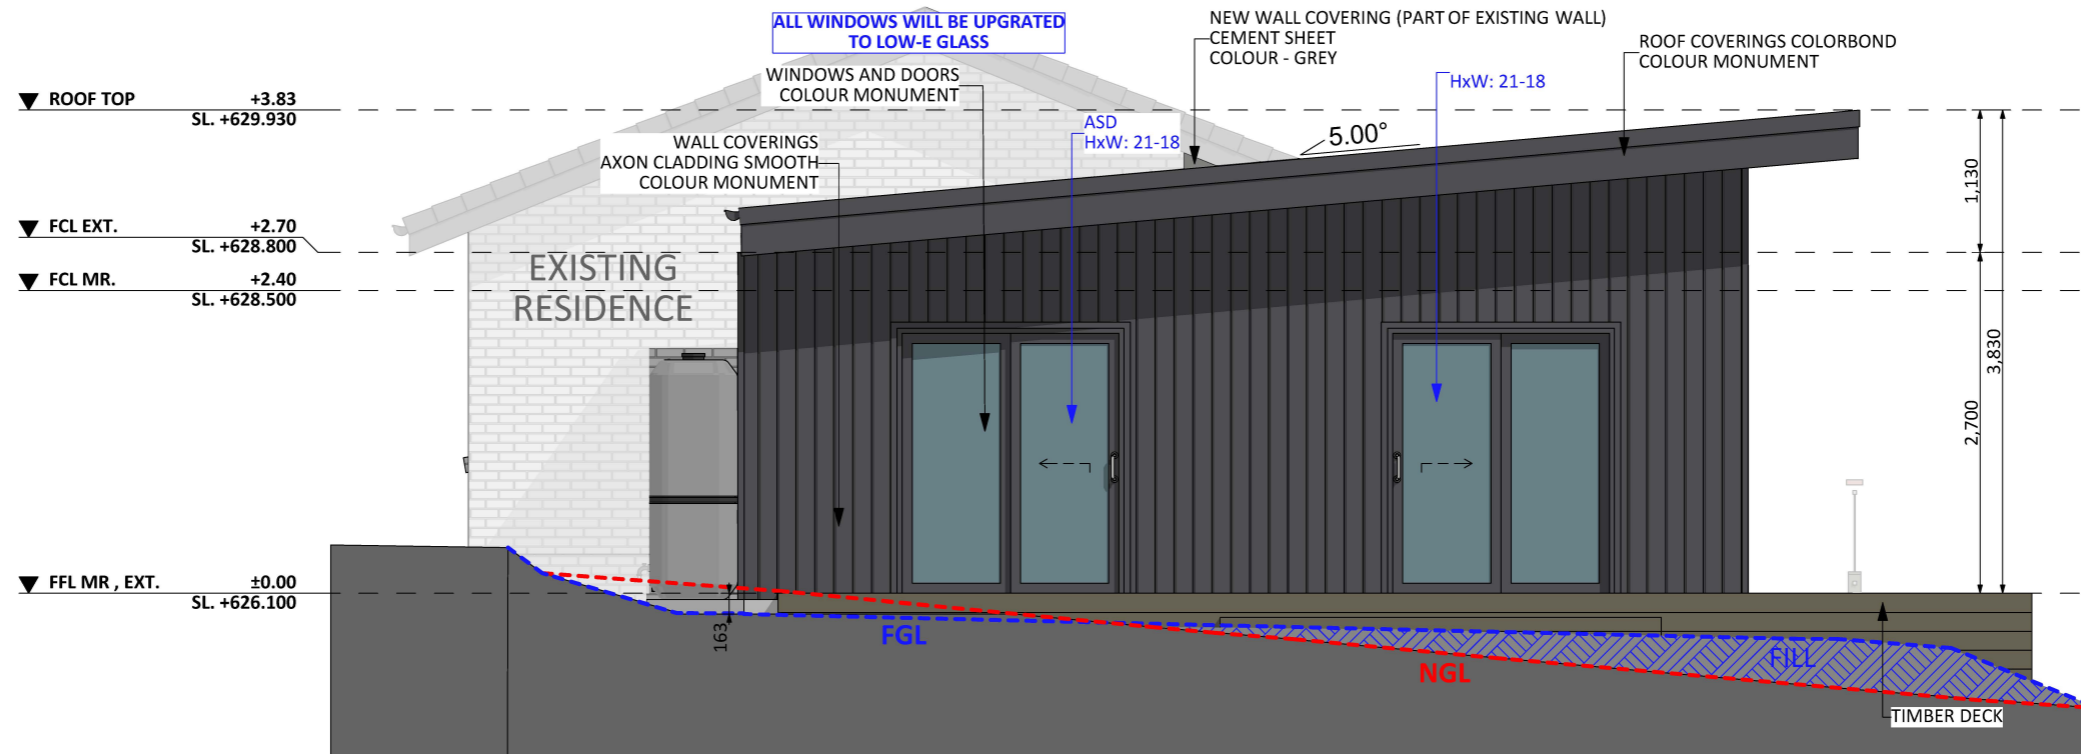 ALL WINDOWS WILL BE UPGRATED
TO LOW-E GLASS
NEW WALL COVERING (PART OF EXISTING WALL)
CEMENT SHEET
COLOUR - GREY
ROOF COVERINGS COLORBOND
COLOUR MONUMENT
WINDOWS AND DOORS
COLOUR MONUMENT
HxW: 21-18
ROOF TOP +3.83
SL. +629.930
ASD
HxW: 21-18
5.00°
WALL COVERINGS
AXON CLADDING SMOOTH
COLOUR MONUMENT
1,130
FCL EXT. +2.70
SL. +628.800
EXISTING
RESIDENCE
FCL MR. +2.40
SL. +628.500
3,830
2,700
FFL MR , EXT. ±0.00
SL. +626.100
163
FGL
FILL
NGL
TIMBER DECK